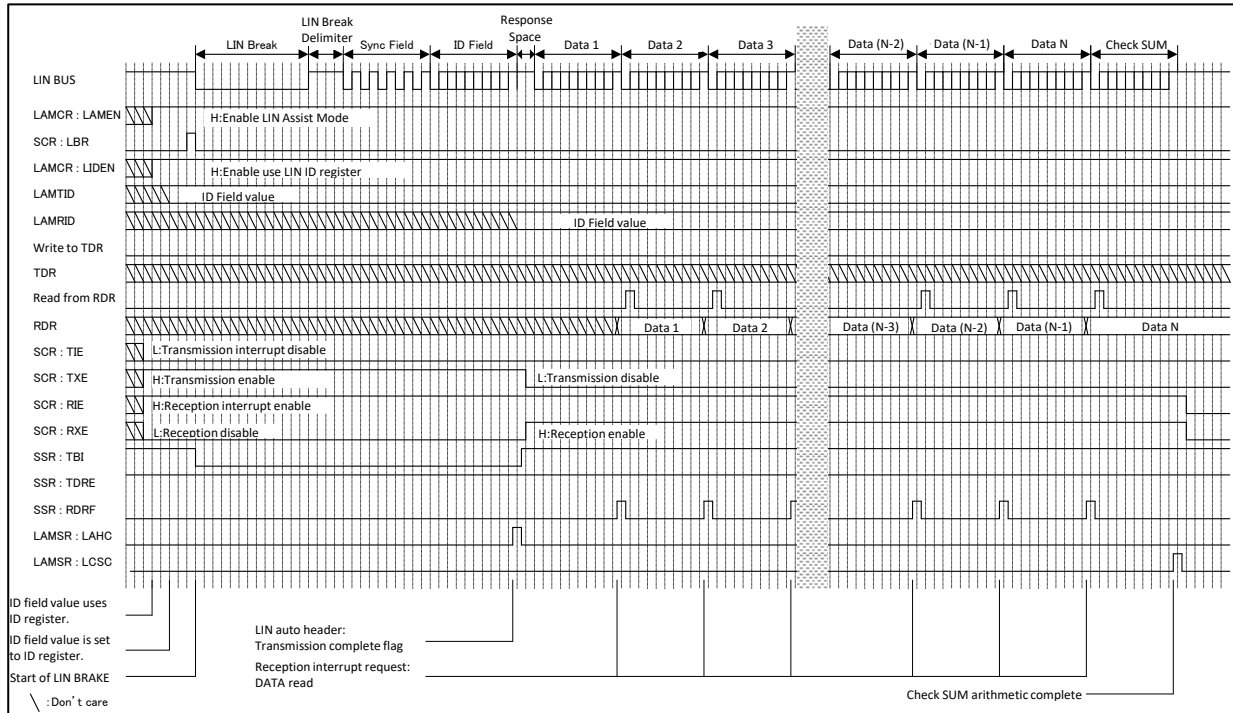 LIN Break
LIN Break
Delimiter
Sync Field
ID Field
Response
Space
Data 1
Data 2
Data 3
Data (N-2)
Data (N-1)
Data N
Check SUM
LIN BUS
LAMCR : LAMEN
H:Enable LIN Assist Mode
SCR : LBR
LAMCR : LIDEN
H:Enable use LIN ID register
LAMTID
ID Field value
LAMRID
ID Field value
Write to TDR
TDR
Read from RDR
RDR
Data 1
Data 2
Data (N-3)
Data (N-2)
Data (N-1)
Data N
SCR : TIE
L:Transmission interrupt disable
SCR : TXE
H:Transmission enable
L:Transmission disable
SCR : RIE
H:Reception interrupt enable
SCR : RXE
L:Reception disable
H:Reception enable
SSR : TBI
SSR : TDRE
SSR : RDRF
LAMSR : LAHC
LAMSR : LCSC
ID field value uses
ID register.
ID field value is set
to ID register.
Start of LIN BRAKE
\ :Don't care
LIN auto header:
Transmission complete flag
Reception interrupt request:
DATA read
Check SUM arithmetic complete